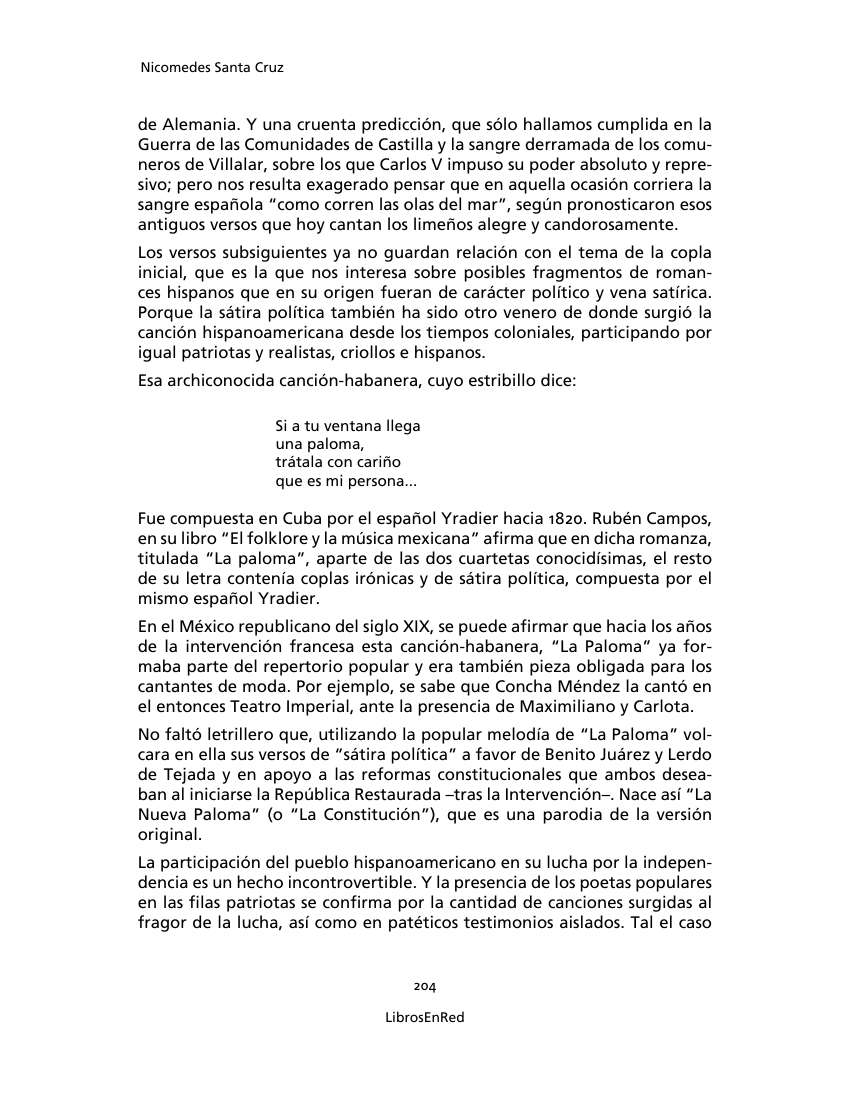 Nicomedes Santa Cruz
de Alemania. Y una cruenta predicción, que sólo hallamos cumplida en la
Guerra de las Comunidades de Castilla y la sangre derramada de los comu-
neros de Villalar, sobre los que Carlos V impuso su poder absoluto y repre-
sivo; pero nos resulta exagerado pensar que en aquella ocasión corriera la
sangre española “como corren las olas del mar”, según pronosticaron esos
antiguos versos que hoy cantan los limeños alegre y candorosamente.
Los versos subsiguientes ya no guardan relación con el tema de la copla
inicial, que es la que nos interesa sobre posibles fragmentos de roman-
ces hispanos que en su origen fueran de carácter político y vena satírica.
Porque la sátira política también ha sido otro venero de donde surgió la
canción hispanoamericana desde los tiempos coloniales, participando por
igual patriotas y realistas, criollos e hispanos.
Esa archiconocida canción-habanera, cuyo estribillo dice:
Si a tu ventana llega
una paloma,
trátala con cariño
que es mi persona...
Fue compuesta en Cuba por el español Yradier hacia 1820. Rubén Campos,
en su libro “El folklore y la música mexicana” afirma que en dicha romanza,
titulada “La paloma”, aparte de las dos cuartetas conocidísimas, el resto
de su letra contenía coplas irónicas y de sátira política, compuesta por el
mismo español Yradier.
En el México republicano del siglo XIX, se puede afirmar que hacia los años
de la intervención francesa esta canción-habanera, “La Paloma” ya for-
maba parte del repertorio popular y era también pieza obligada para los
cantantes de moda. Por ejemplo, se sabe que Concha Méndez la cantó en
el entonces Teatro Imperial, ante la presencia de Maximiliano y Carlota.
No faltó letrillero que, utilizando la popular melodía de “La Paloma” vol-
cara en ella sus versos de “sátira política” a favor de Benito Juárez y Lerdo
de Tejada y en apoyo a las reformas constitucionales que ambos desea-
ban al iniciarse la República Restaurada –tras la Intervención–. Nace así “La
Nueva Paloma” (o “La Constitución”), que es una parodia de la versión
original.
La participación del pueblo hispanoamericano en su lucha por la indepen-
dencia es un hecho incontrovertible. Y la presencia de los poetas populares
en las filas patriotas se confirma por la cantidad de canciones surgidas al
fragor de la lucha, así como en patéticos testimonios aislados. Tal el caso
204
LibrosEnRed